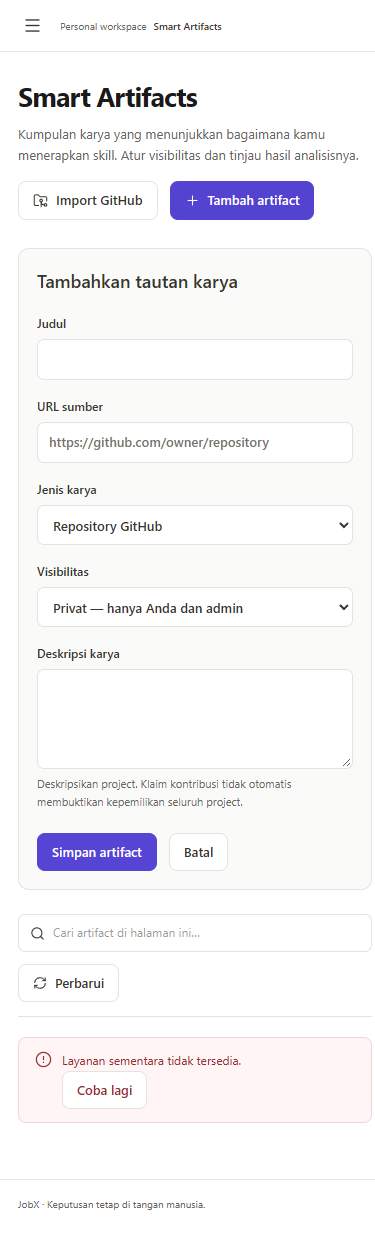 Personal workspace Smart Artifacts
Smart Artifacts
Kumpulan karya yang menunjukkan bagaimana kamu
menerapkan skill. Atur visibilitas dan tinjau hasil analisisnya.
Import GitHub
Tambah artifact
Tambahkan tautan karya
Judul
URL sumber
https://github.com/owner/repository
Jenis karya
Repository GitHub
Visibilitas
Privat — hanya Anda dan admin
Deskripsi karya
Deskripsikan project. Klaim kontribusi tidak otomatis
membuktikan kepemilikan seluruh project.
Simpan artifact
Batal
Cari artifact di halaman ini...
Perbarui
Layanan sementara tidak tersedia.
Coba lagi
JobX · Keputusan tetap di tangan manusia.